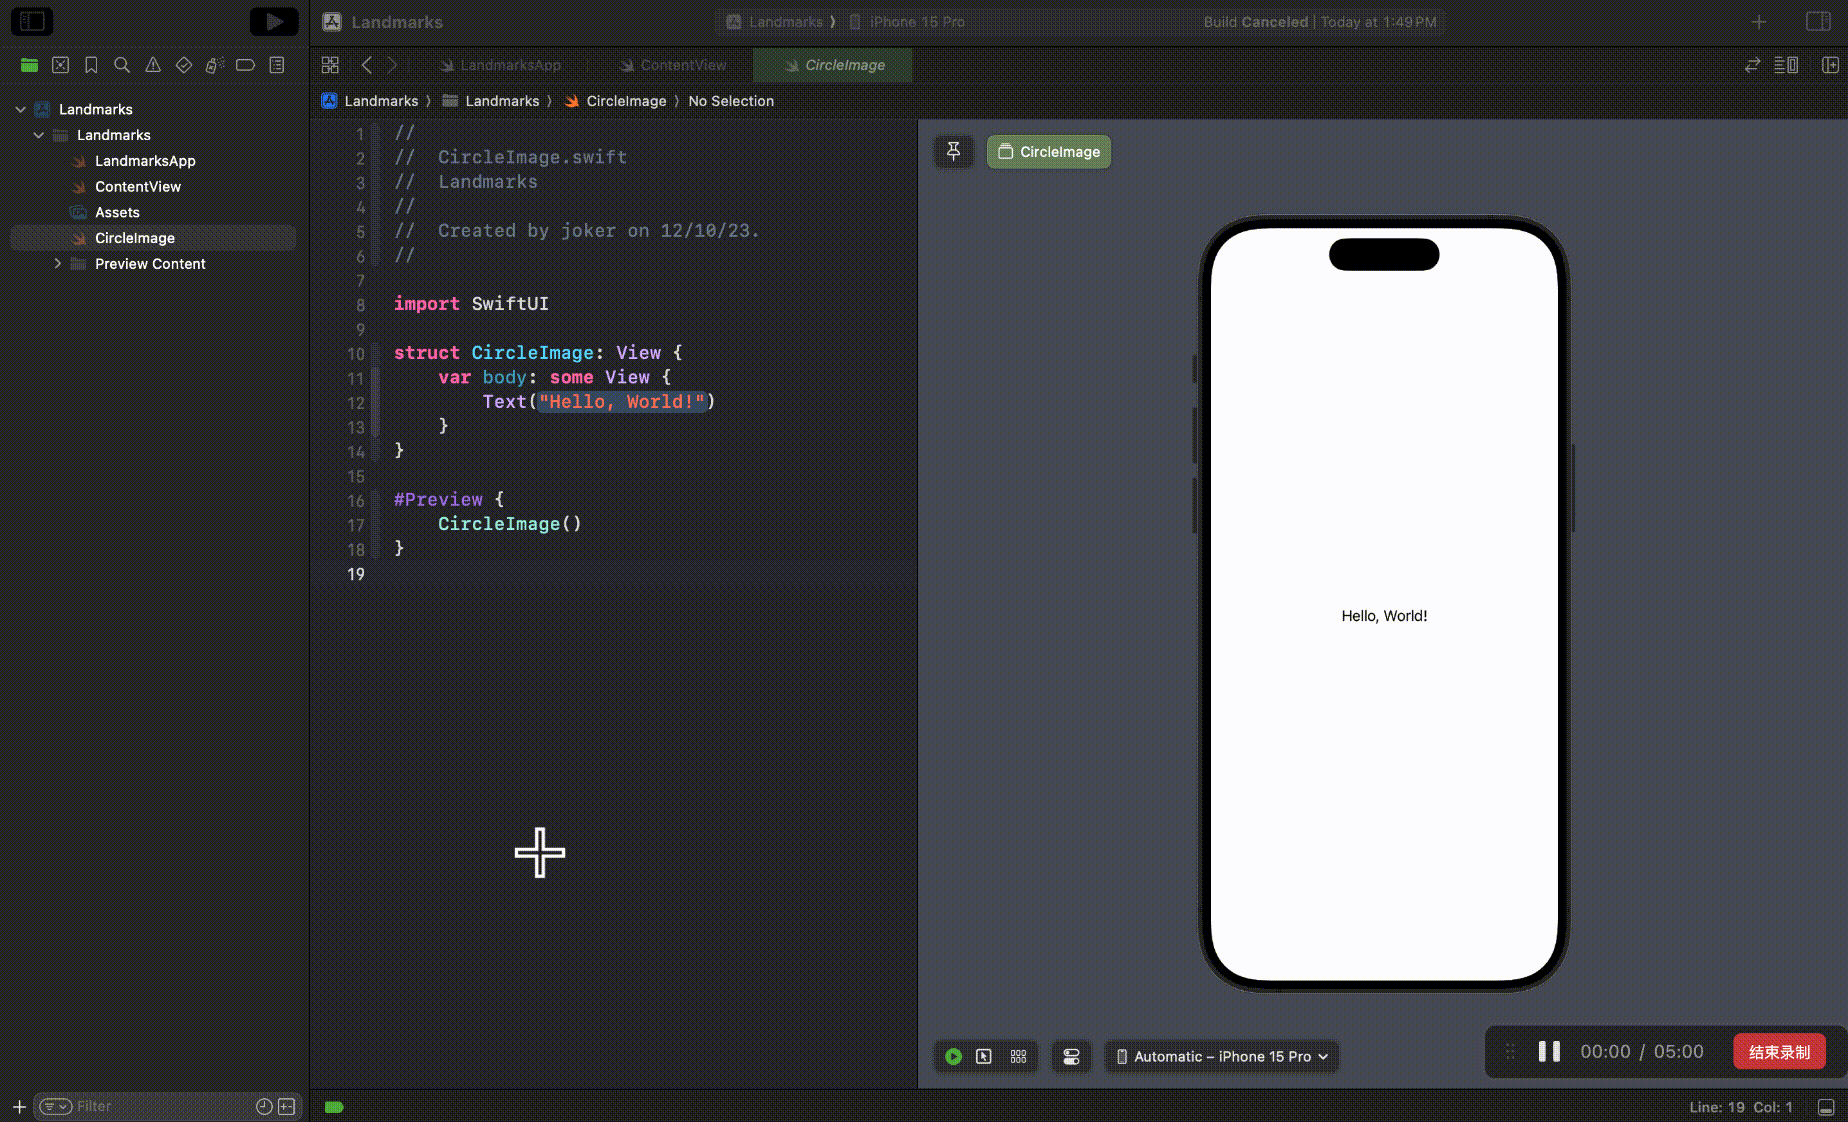 Landmarks
Landmarks ⟩ iPhone 15 Pro
Build Canceled | Today at 1:49 PM
LandmarksApp
ContentView
CircleImage
Landmarks ⟩ Landmarks ⟩ CircleImage ⟩ No Selection
Landmarks
Landmarks
LandmarksApp
ContentView
Assets
CircleImage
Preview Content
1 //
2 //  CircleImage.swift
3 //  Landmarks
4 //
5 //  Created by joker on 12/10/23.
6 //
7
8 import SwiftUI
9
10 struct CircleImage: View {
11     var body: some View {
12         Text("Hello, World!")
13     }
14 }
15
16 #Preview {
17     CircleImage()
18 }
19
CircleImage
Hello, World!
Automatic – iPhone 15 Pro
00:00 / 05:00
结束录制
Filter
Line: 19 Col: 1